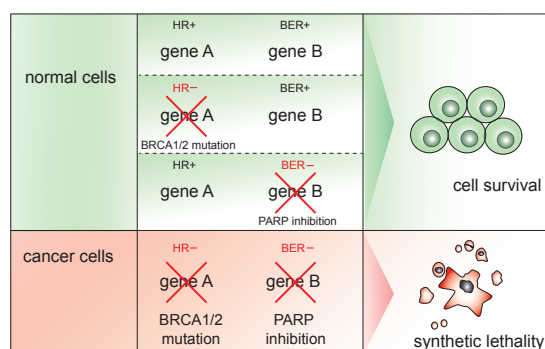 HR+ BER+
gene A gene B
normal cells
HR− BER+
gene A gene B
BRCA1/2 mutation
HR+ BER−
gene A gene B
PARP inhibition
cell survival
HR− BER−
cancer cells
gene A gene B
BRCA1/2 PARP
mutation inhibition
synthetic lethality